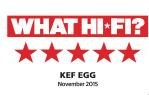 WHAT HI★FI?
★★★★★
KEF EGG
November 2015